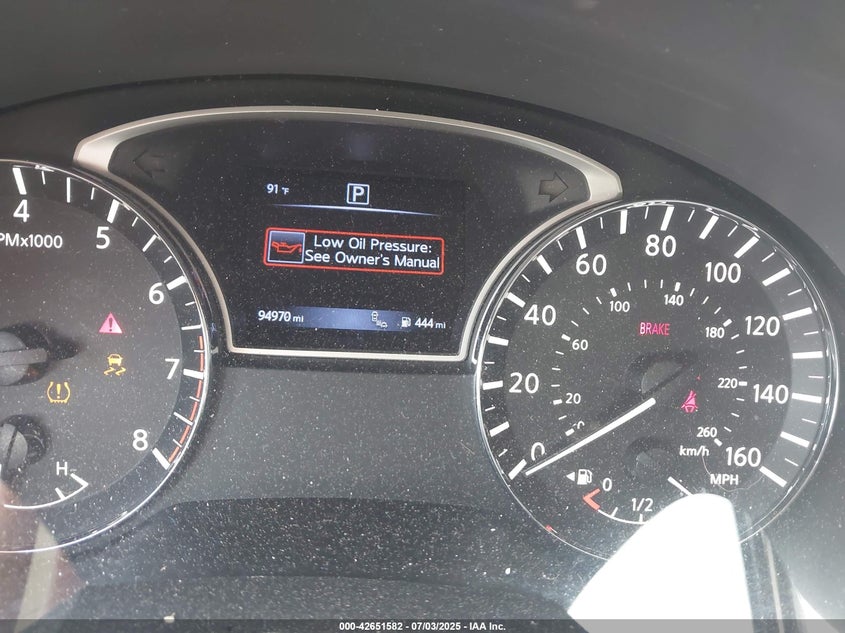 91 °F
P
Low Oil Pressure:
See Owner's Manual
94970 mi
444 mi
4
5
6
7
8
PMx1000
H
0
20
40
60
80
100
120
140
160
MPH
20
60
100
140
180
220
260
km/h
BRAKE
0
1/2
000-42651582 - 07/03/2025 - IAA Inc.